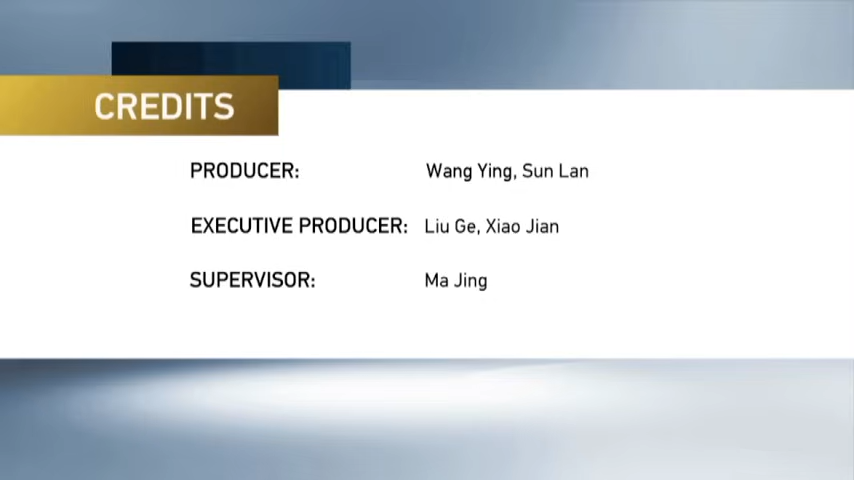 CREDITS
PRODUCER: Wang Ying, Sun Lan
EXECUTIVE PRODUCER: Liu Ge, Xiao Jian
SUPERVISOR: Ma Jing